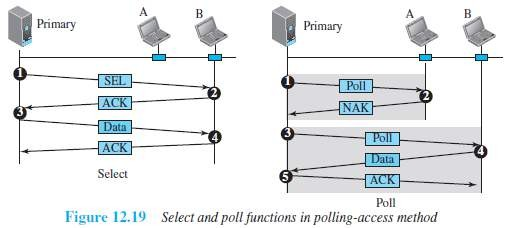 Primary
A
B
1
SEL
2
ACK
3
Data
4
ACK
Select
Primary
A
B
1
Poll
2
NAK
3
Poll
4
Data
5
ACK
Poll
Figure 12.19 Select and poll functions in polling-access method